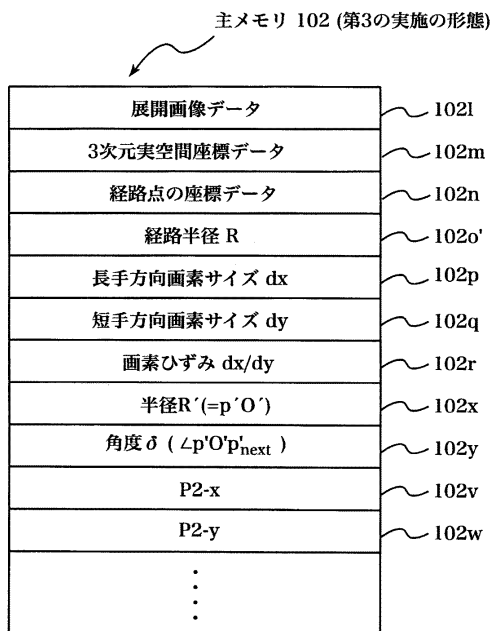 主メモリ 102 (第3の実施の形態)
展開画像データ 102l
3次元実空間座標データ 102m
経路点の座標データ 102n
経路半径 R 102o'
長手方向画素サイズ dx 102p
短手方向画素サイズ dy 102q
画素ひずみ dx/dy 102r
半径R´(=p´O´) 102x
角度δ ( ∠p'O'p'next ) 102y
P2-x 102v
P2-y 102w